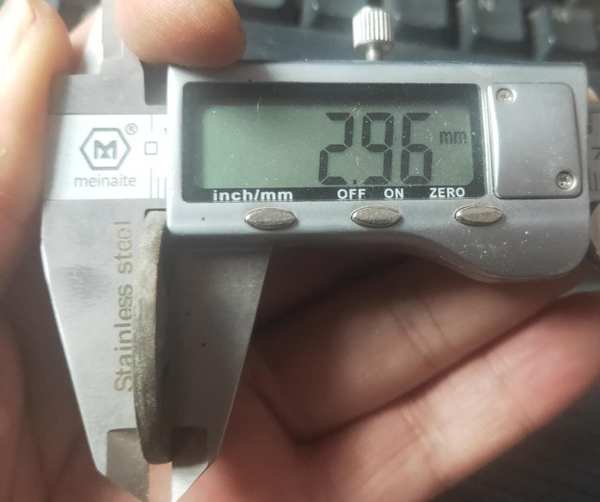 2.96 mm
meinaite®
inch/mm OFF ON ZERO
Stainless steel